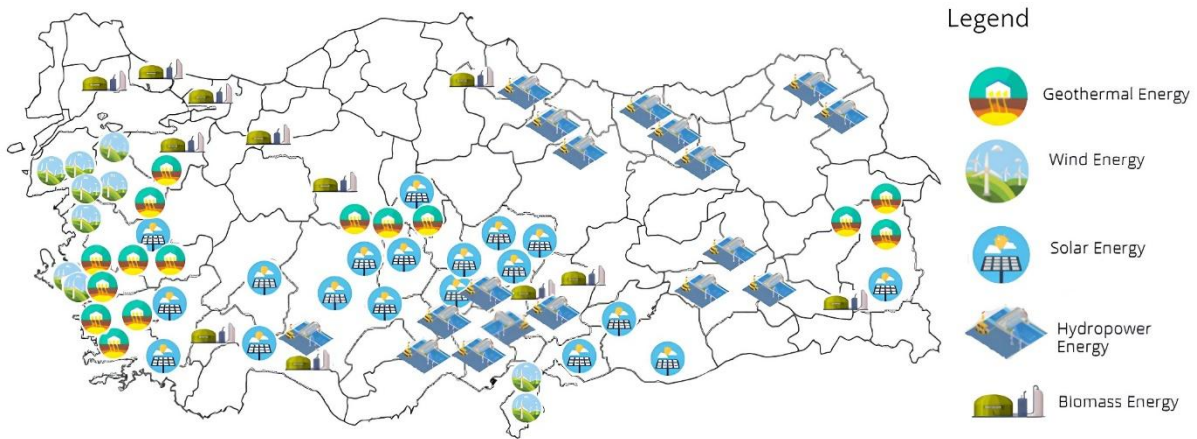 Legend
Geothermal Energy
Wind Energy
Solar Energy
Hydropower
Energy
Biomass Energy